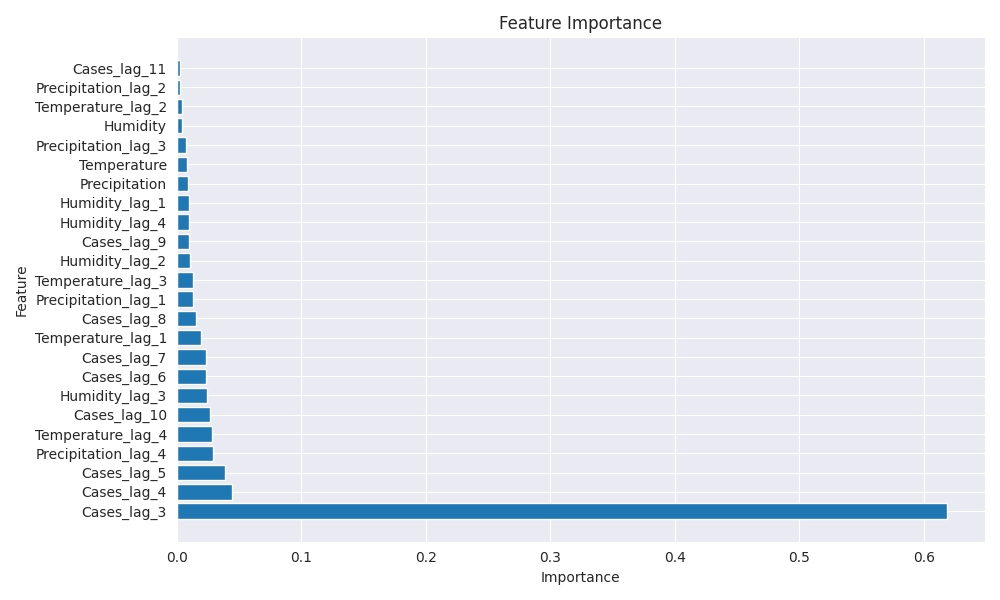 Feature Importance
Cases_lag_11
Precipitation_lag_2
Temperature_lag_2
Humidity
Precipitation_lag_3
Temperature
Precipitation
Humidity_lag_1
Humidity_lag_4
Cases_lag_9
Humidity_lag_2
Temperature_lag_3
Precipitation_lag_1
Cases_lag_8
Temperature_lag_1
Cases_lag_7
Cases_lag_6
Humidity_lag_3
Cases_lag_10
Temperature_lag_4
Precipitation_lag_4
Cases_lag_5
Cases_lag_4
Cases_lag_3
Feature
0.0 0.1 0.2 0.3 0.4 0.5 0.6
Importance